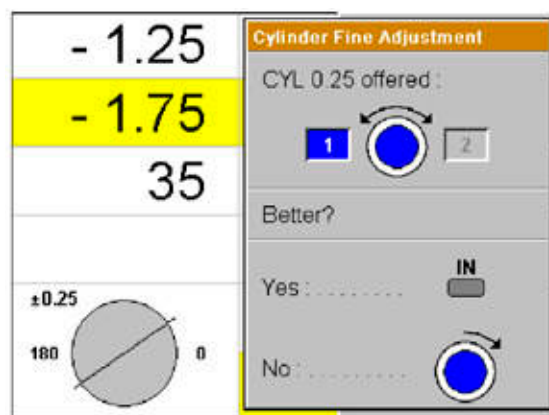 - 1.25
- 1.75
35
±0.25
180 0
Cylinder Fine Adjustment
CYL 0.25 offered :
1 2
Better?
Yes : . . . . . . . . . IN
No : . . . . . . . . .